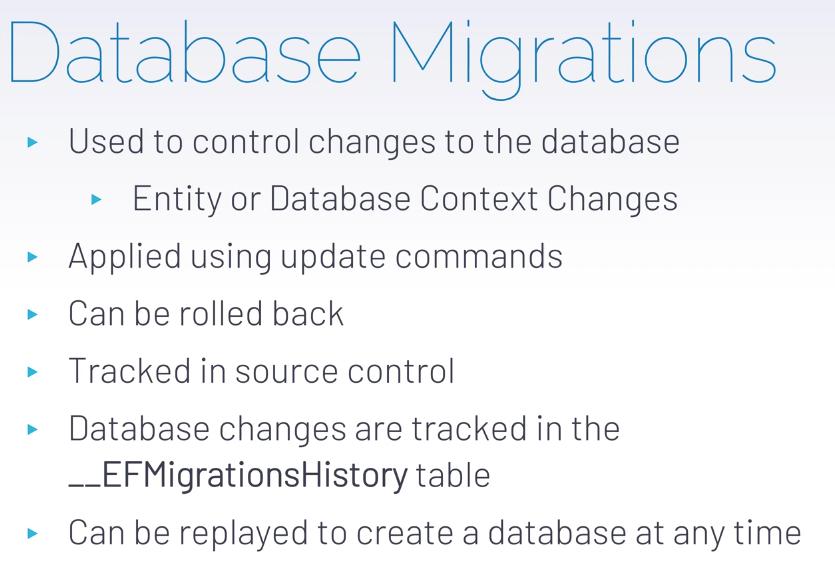 Database Migrations
Used to control changes to the database
Entity or Database Context Changes
Applied using update commands
Can be rolled back
Tracked in source control
Database changes are tracked in the
__EFMigrationsHistory table
Can be replayed to create a database at any time